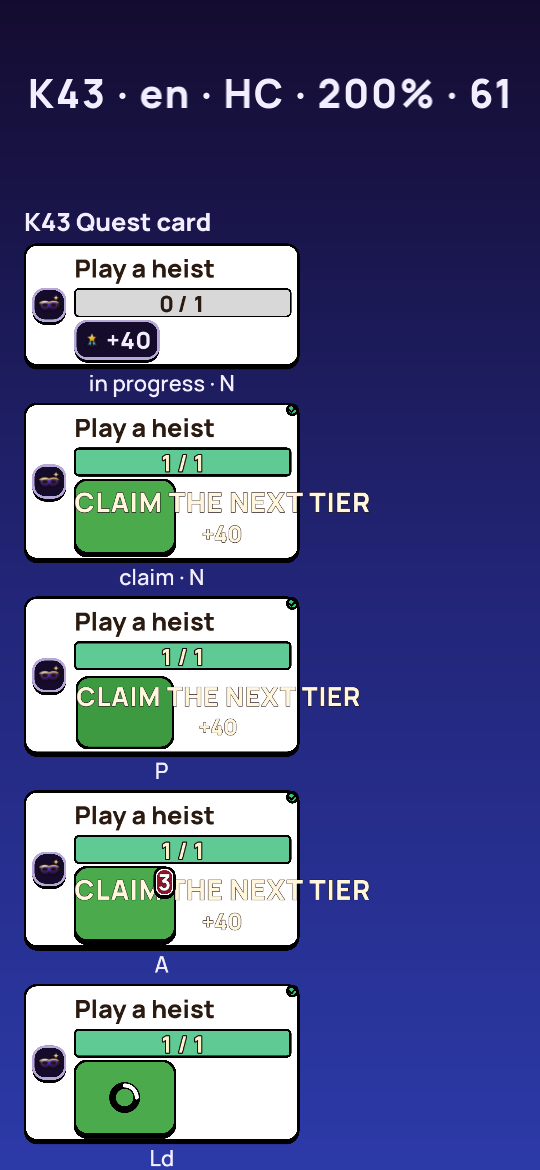 K43 · en · HC · 200% · 61
K43 Quest card
Play a heist
0 / 1
+40
in progress · N
Play a heist
1 / 1
CLAIM THE NEXT TIER
+40
claim · N
Play a heist
1 / 1
CLAIM THE NEXT TIER
+40
P
Play a heist
1 / 1
3
CLAIM THE NEXT TIER
+40
A
Play a heist
1 / 1
Ld